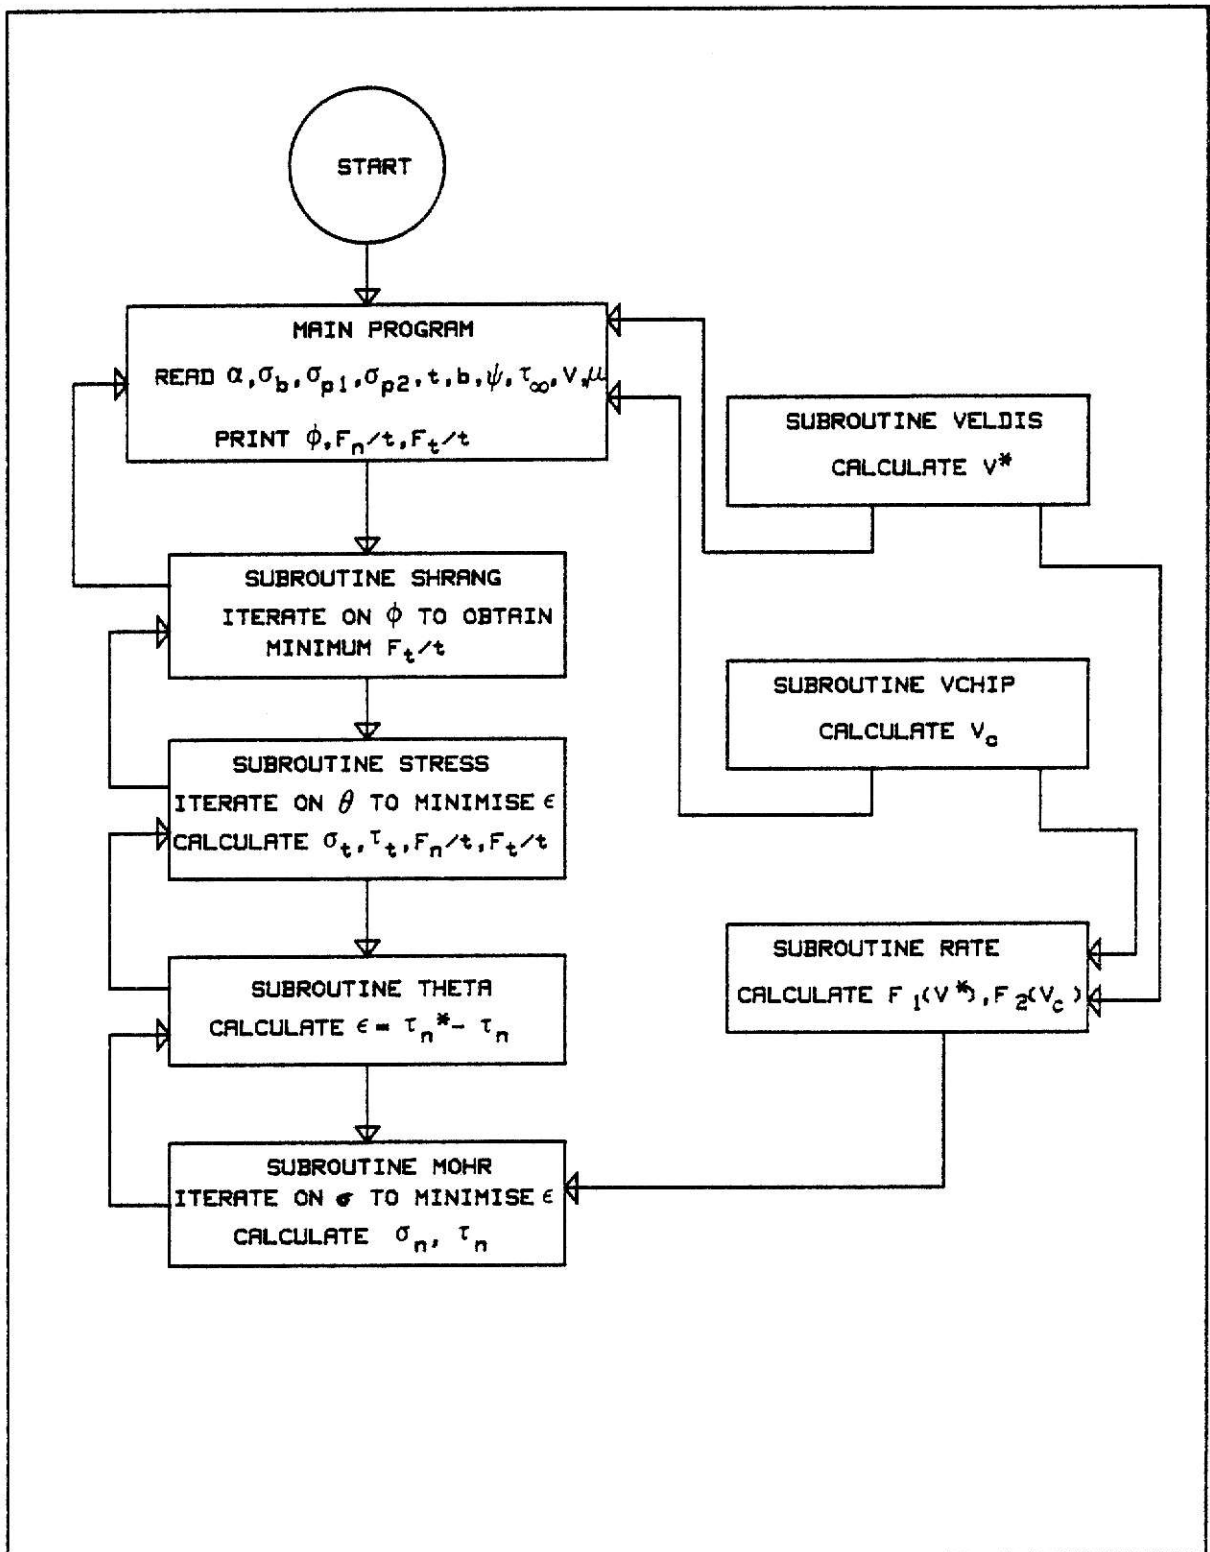 START
MAIN PROGRAM
READ α,σb,σp1,σp2,t,b,ψ,τ∞,V,μ
PRINT ϕ,Fn/t,Ft/t
SUBROUTINE SHRANG
ITERATE ON ϕ TO OBTAIN
MINIMUM Ft/t
SUBROUTINE STRESS
ITERATE ON θ TO MINIMISE ϵ
CALCULATE σt,τt,Fn/t,Ft/t
SUBROUTINE THETA
CALCULATE ϵ = τn*- τn
SUBROUTINE MOHR
ITERATE ON σ TO MINIMISE ϵ
CALCULATE σn, τn
SUBROUTINE VELDIS
CALCULATE V*
SUBROUTINE VCHIP
CALCULATE Vc
SUBROUTINE RATE
CALCULATE F1(V*),F2(Vc)